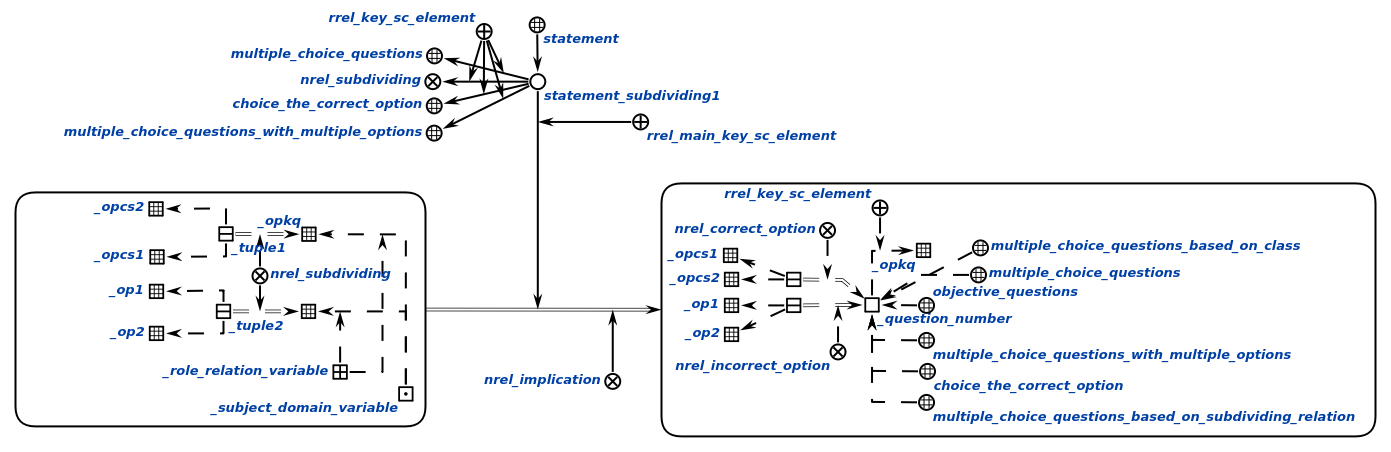 rrel_key_sc_element
statement
multiple_choice_questions
nrel_subdividing
choice_the_correct_option
statement_subdividing1
multiple_choice_questions_with_multiple_options
rrel_main_key_sc_element
_opcs2
_opkq
_tuple1
_opcs1
nrel_subdividing
_op1
_tuple2
_op2
_role_relation_variable
_subject_domain_variable
nrel_implication
rrel_key_sc_element
nrel_correct_option
multiple_choice_questions_based_on_class
_opcs1
_opkq
multiple_choice_questions
_opcs2
objective_questions
_op1
_question_number
_op2
multiple_choice_questions_with_multiple_options
nrel_incorrect_option
choice_the_correct_option
multiple_choice_questions_based_on_subdividing_relation